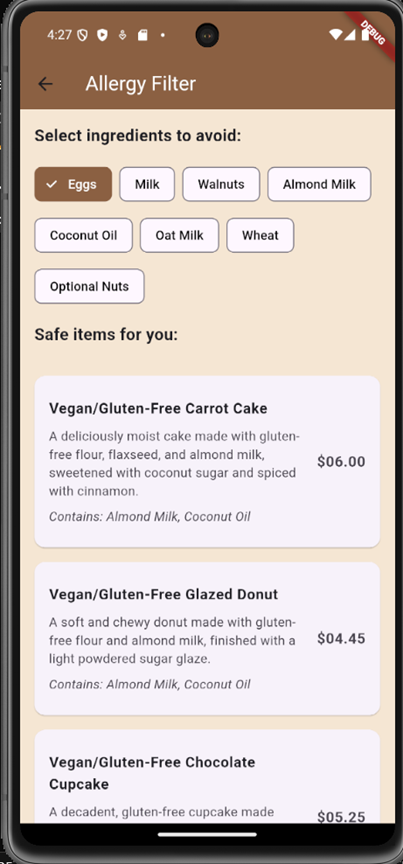 4:27
DEBUG
Allergy Filter
Select ingredients to avoid:
Eggs Milk Walnuts Almond Milk
Coconut Oil Oat Milk Wheat
Optional Nuts
Safe items for you:
Vegan/Gluten-Free Carrot Cake
A deliciously moist cake made with gluten-
free flour, flaxseed, and almond milk,
sweetened with coconut sugar and spiced
with cinnamon.
$06.00
Contains: Almond Milk, Coconut Oil
Vegan/Gluten-Free Glazed Donut
A soft and chewy donut made with gluten-
free flour and almond milk, finished with a
light powdered sugar glaze.
$04.45
Contains: Almond Milk, Coconut Oil
Vegan/Gluten-Free Chocolate
Cupcake
A decadent, gluten-free cupcake made
$05.25